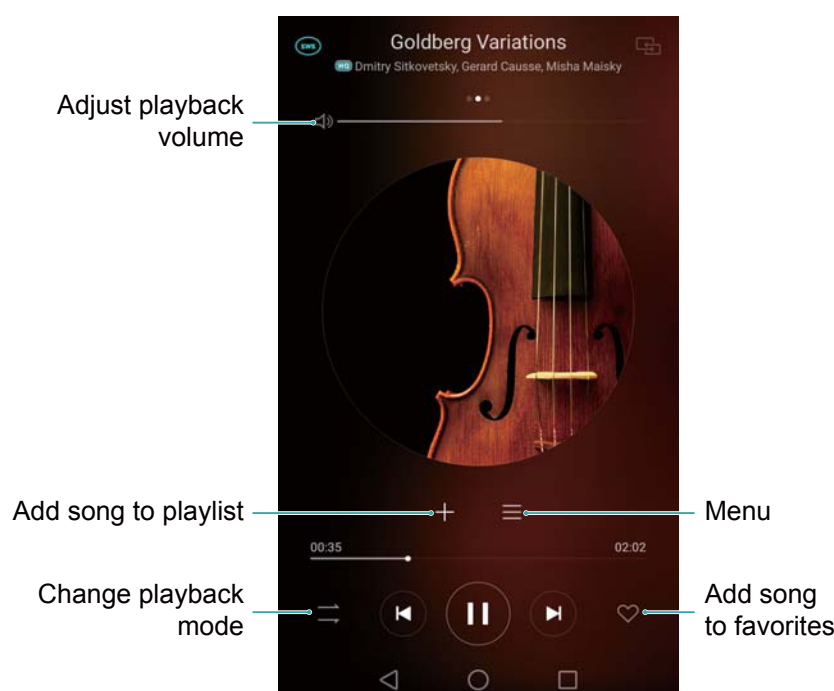 SWS
Goldberg Variations
HQ Dmitry Sitkovetsky, Gerard Causse, Misha Maisky
Adjust playback
volume
Add song to playlist
Menu
00:35
02:02
Change playback
mode
Add song
to favorites